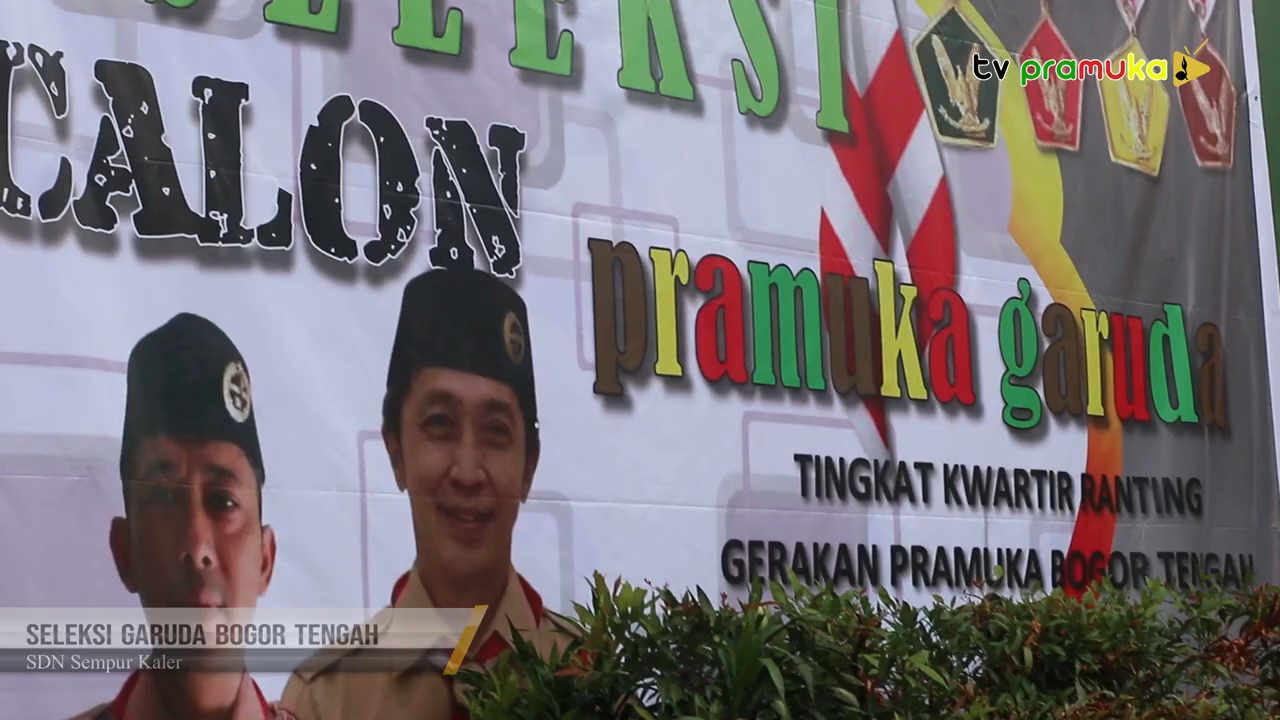 SELEKSI
CALON
pramuka garuda
TINGKAT KWARTIR RANTING
GERAKAN PRAMUKA BOGOR TENGAH
tv pramuka
SELEKSI GARUDA BOGOR TENGAH
SDN Sempur Kaler